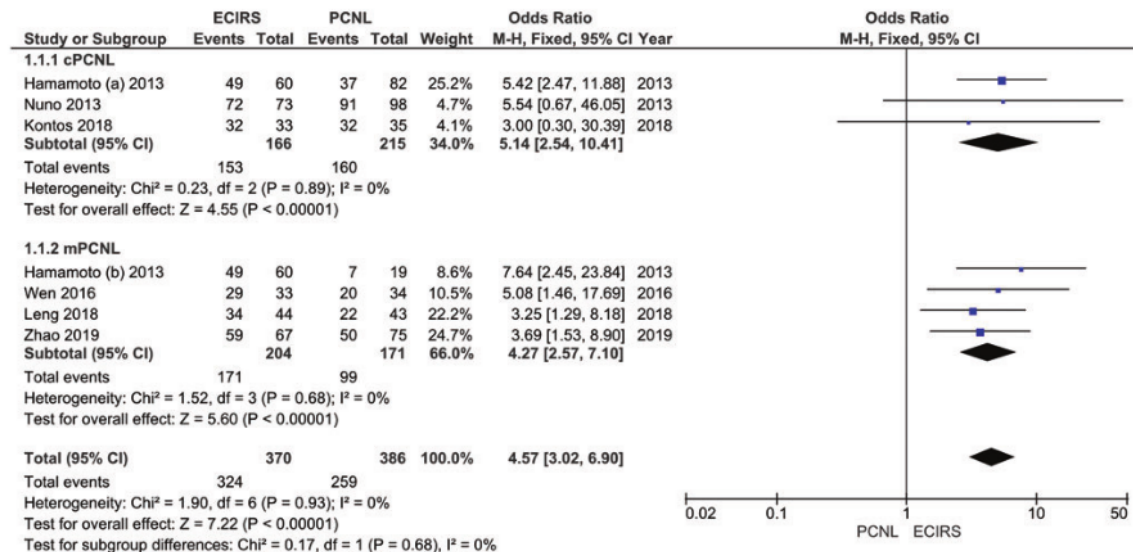 ECIRS PCNL Odds Ratio Odds Ratio
Study or Subgroup Events Total Events Total Weight M-H, Fixed, 95% CI Year M-H, Fixed, 95% CI
1.1.1 cPCNL
Hamamoto (a) 2013 49 60 37 82 25.2% 5.42 [2.47, 11.88] 2013
Nuno 2013 72 73 91 98 4.7% 5.54 [0.67, 46.05] 2013
Kontos 2018 32 33 32 35 4.1% 3.00 [0.30, 30.39] 2018
Subtotal (95% CI) 166 215 34.0% 5.14 [2.54, 10.41]
Total events 153 160
Heterogeneity: Chi² = 0.23, df = 2 (P = 0.89); I² = 0%
Test for overall effect: Z = 4.55 (P < 0.00001)
1.1.2 mPCNL
Hamamoto (b) 2013 49 60 7 19 8.6% 7.64 [2.45, 23.84] 2013
Wen 2016 29 33 20 34 10.5% 5.08 [1.46, 17.69] 2016
Leng 2018 34 44 22 43 22.2% 3.25 [1.29, 8.18] 2018
Zhao 2019 59 67 50 75 24.7% 3.69 [1.53, 8.90] 2019
Subtotal (95% CI) 204 171 66.0% 4.27 [2.57, 7.10]
Total events 171 99
Heterogeneity: Chi² = 1.52, df = 3 (P = 0.68); I² = 0%
Test for overall effect: Z = 5.60 (P < 0.00001)
Total (95% CI) 370 386 100.0% 4.57 [3.02, 6.90]
Total events 324 259
Heterogeneity: Chi² = 1.90, df = 6 (P = 0.93); I² = 0%
Test for overall effect: Z = 7.22 (P < 0.00001)
Test for subgroup differences: Chi² = 0.17, df = 1 (P = 0.68), I² = 0%
0.02 0.1 1 10 50
PCNL ECIRS